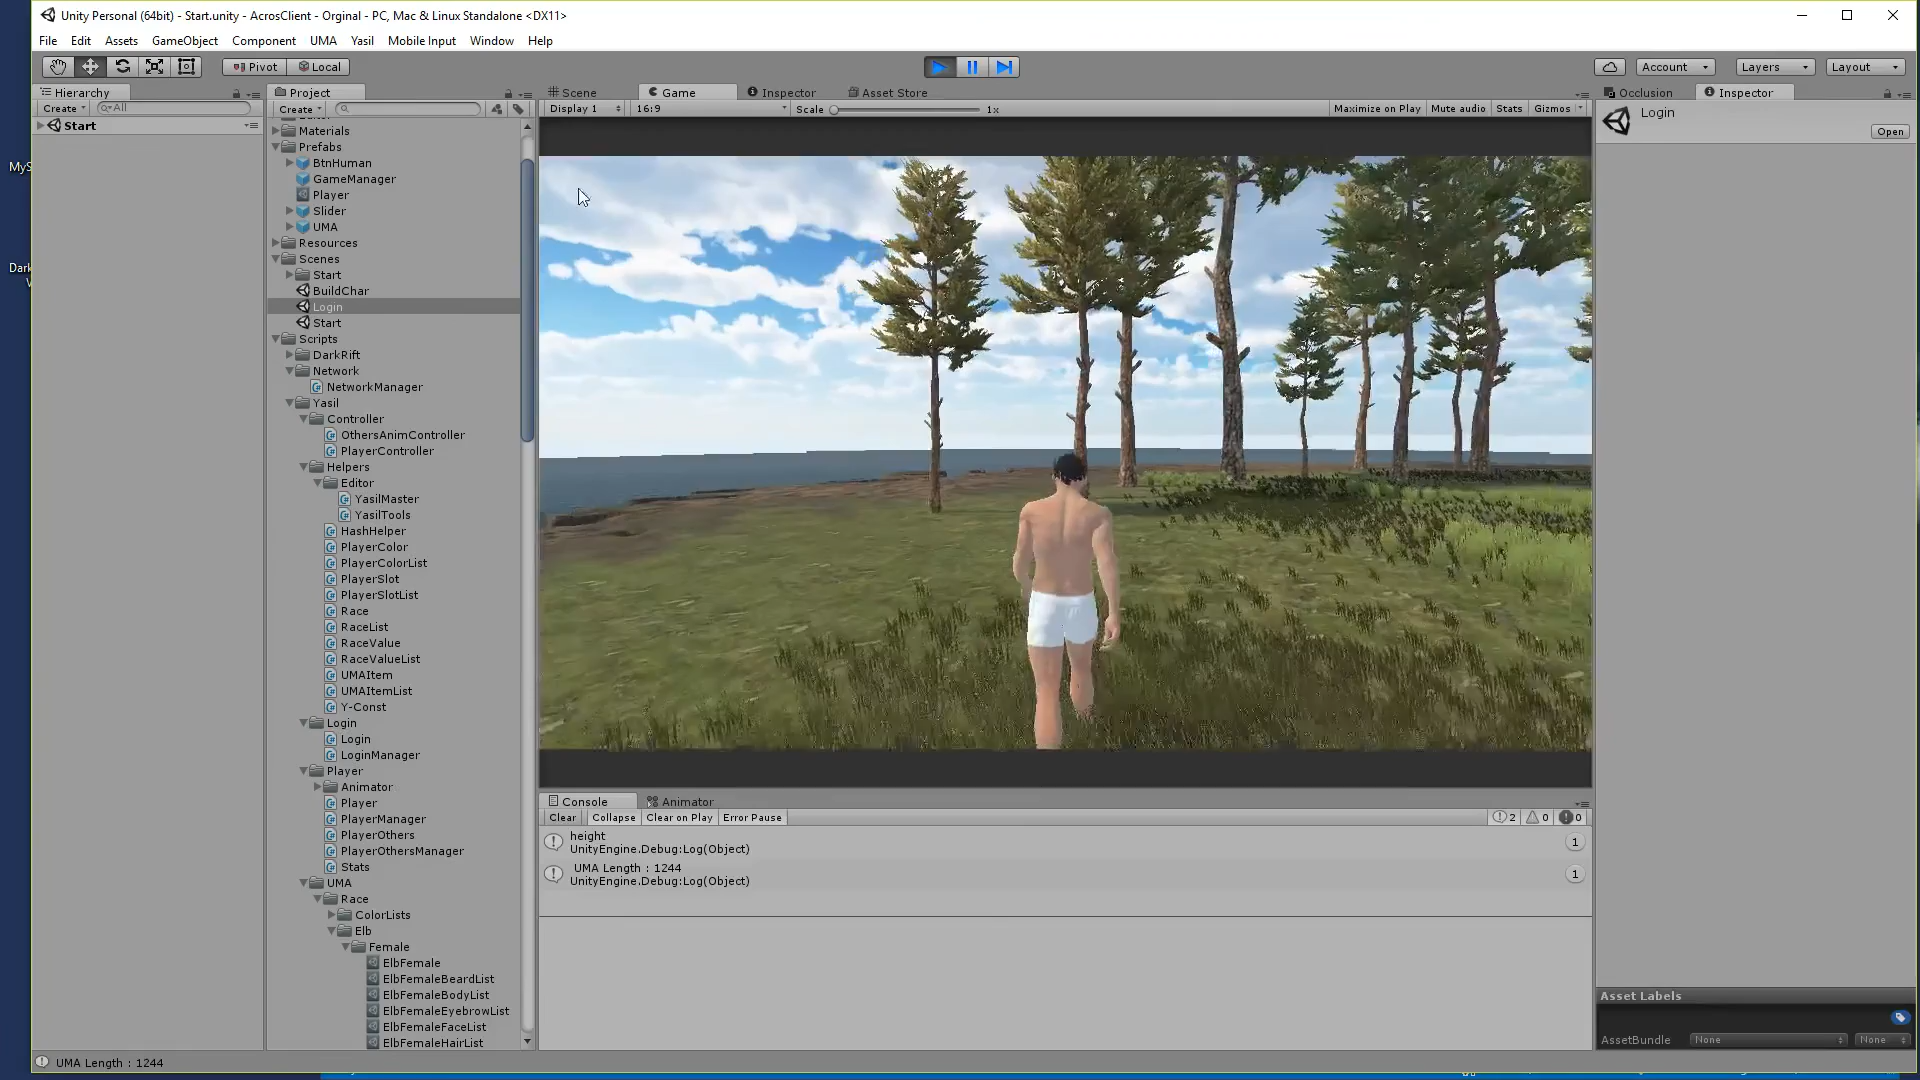 Unity Personal (64bit) - Start.unity - AcrosClient - Orginal - PC, Mac & Linux Standalone <DX11>
File Edit Assets GameObject Component UMA Yasil Mobile Input Window Help
Pivot Local Account Layers Layout
Hierarchy Project Scene Game Inspector Asset Store Occlusion Inspector
Create All Create Display 1 16:9 Scale 1x Maximize on Play Mute audio Stats Gizmos
Login
Open
Start
Materials
Prefabs
BtnHuman
GameManager
Player
Slider
UMA
Resources
Scenes
Start
BuildChar
Login
Start
Scripts
DarkRift
Network
NetworkManager
Yasil
Controller
OthersAnimController
PlayerController
Helpers
Editor
YasilMaster
YasilTools
HashHelper
PlayerColor
PlayerColorList
PlayerSlot
PlayerSlotList
Race
RaceList
RaceValue
RaceValueList
UMAItem
UMAItemList
Y-Const
Login
Login
LoginManager
Player
Animator
Player
PlayerManager
PlayerOthers
PlayerOthersManager
Stats
UMA
Race
ColorLists
Elb
Female
ElbFemale
ElbFemaleBeardList
ElbFemaleBodyList
ElbFemaleEyebrowList
ElbFemaleFaceList
ElbFemaleHairList
Console Animator
Clear Collapse Clear on Play Error Pause 2 0 0
height
UnityEngine.Debug:Log(Object)
1
UMA Length : 1244
UnityEngine.Debug:Log(Object)
1
Asset Labels
AssetBundle None None
UMA Length : 1244
MyS
Dark